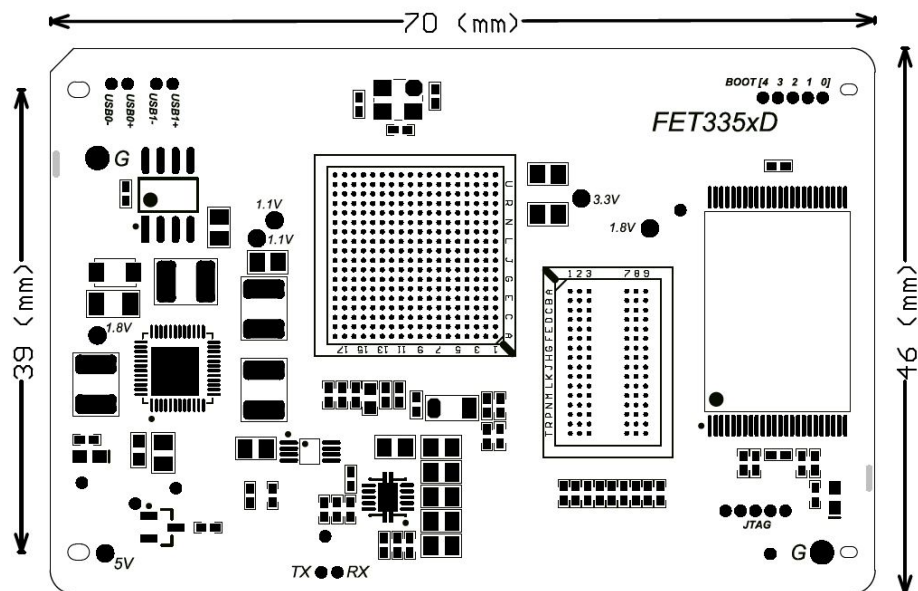 70 (mm)
BOOT [4 3 2 1 0]
USB0-
USB0+
USB1-
USB1+
FET335xD
G
3.3V
1.1V
1.8V
1.1V
U R N L J G E C A
17 15 13 11 9 7 5 3 1
1 2 3 7 8 9
T R P N M L K J H G F E D C B A
39 (mm)
46 (mm)
1.8V
JTAG
5V
TX
RX
G